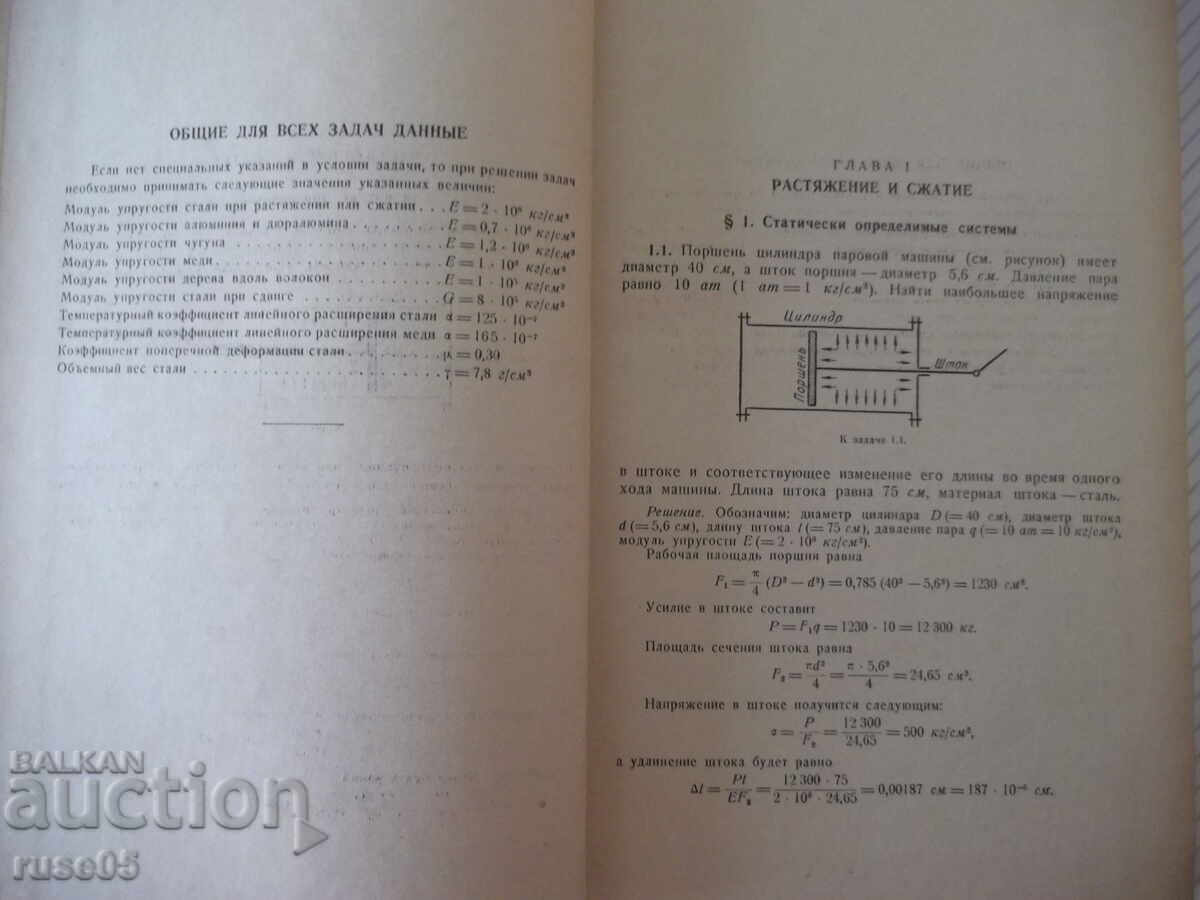 ОБЩИЕ ДЛЯ ВСЕХ ЗАДАЧ ДАННЫЕ
Если нет специальных указаний в условии задачи, то при решении задач
необходимо принимать следующие значения указанных величин:
Модуль упругости стали при растяжении или сжатии . . . E = 2 · 10⁶ кг/см²
Модуль упругости алюминия и дюралюмина . . . . . . . . E = 0,7 · 10⁶ кг/см²
Модуль упругости чугуна . . . . . . . . . . . . . . . . E = 1,2 · 10⁶ кг/см²
Модуль упругости меди . . . . . . . . . . . . . . . . . E = 1 · 10⁶ кг/см²
Модуль упругости дерева вдоль волокон . . . . . . . . . E = 1 · 10⁵ кг/см²
Модуль упругости стали при сдвиге . . . . . . . . . . . G = 8 · 10⁵ кг/см²
Температурный коэффициент линейного расширения стали α = 125 · 10⁻⁷
Температурный коэффициент линейного расширения меди α = 165 · 10⁻⁷
Коэффициент поперечной деформации стали . . . . . . . . μ = 0,30
Объемный вес стали . . . . . . . . . . . . . . . . . . γ = 7,8 г/см³
ГЛАВА I
РАСТЯЖЕНИЕ И СЖАТИЕ
§ 1. Статически определимые системы
1.1. Поршень цилиндра паровой машины (см. рисунок) имеет
диаметр 40 см, а шток поршня — диаметр 5,6 см. Давление пара
равно 10 ат (1 ат = 1 кг/см²). Найти наибольшее напряжение
Цилиндр
Поршень
Шток
К задаче 1.1.
в штоке и соответствующее изменение его длины во время одного
хода машины. Длина штока равна 75 см, материал штока — сталь.
Решение. Обозначим: диаметр цилиндра D (= 40 см), диаметр штока
d (= 5,6 см), длину штока l (= 75 см), давление пара q (= 10 ат = 10 кг/см²),
модуль упругости E (= 2 · 10⁶ кг/см²).
Рабочая площадь поршня равна
F₁ = π/4 (D² − d²) = 0,785 (40² − 5,6²) = 1230 см².
Усилие в штоке составит
P = F₁q = 1230 · 10 = 12 300 кг.
Площадь сечения штока равна
F₂ = πd²/4 = π · 5,6²/4 = 24,65 см².
Напряжение в штоке получится следующим:
σ = P/F₂ = 12 300/24,65 = 500 кг/см²,
а удлинение штока будет равно
Δl = Pl/EF₂ = 12 300 · 75/2 · 10⁶ · 24,65 = 0,00187 см = 187 · 10⁻⁵ см.
BALKAN
auction
ruse05